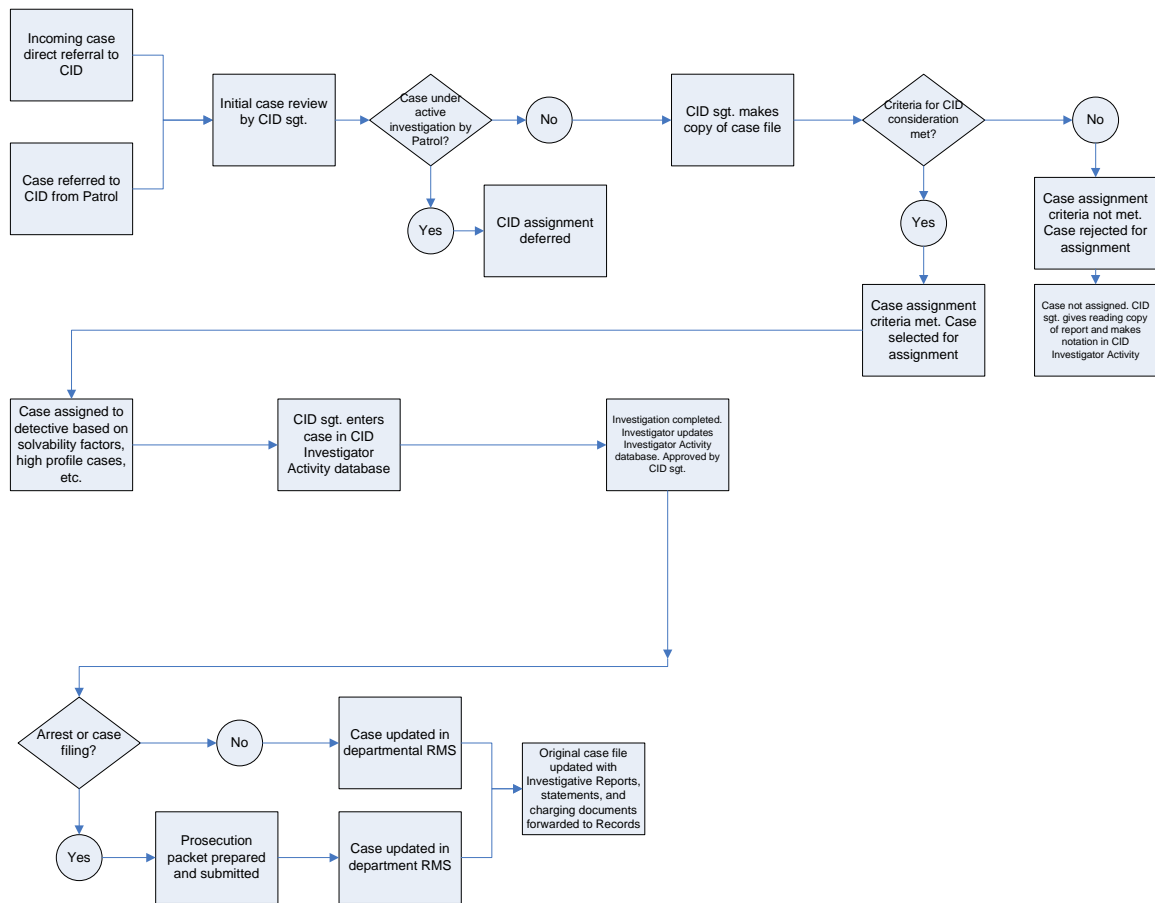 Incoming case
direct referral to
CID
Case referred to
CID from Patrol
Initial case review
by CID sgt.
Case under
active
investigation by
Patrol?
No
Yes
CID assignment
deferred
CID sgt. makes
copy of case file
Criteria for CID
consideration
met?
No
Yes
Case assignment
criteria not met.
Case rejected for
assignment
Case not assigned. CID
sgt. gives reading copy
of report and makes
notation in CID
Investigator Activity
Case assignment
criteria met. Case
selected for
assignment
Case assigned to
detective based on
solvability factors,
high profile cases,
etc.
CID sgt. enters
case in CID
Investigator
Activity database
Investigation completed.
Investigator updates
Investigator Activity
database. Approved by
CID sgt.
Arrest or case
filing?
No
Case updated in
departmental RMS
Yes
Prosecution
packet prepared
and submitted
Case updated in
department RMS
Original case file
updated with
Investigative Reports,
statements, and
charging documents
forwarded to Records